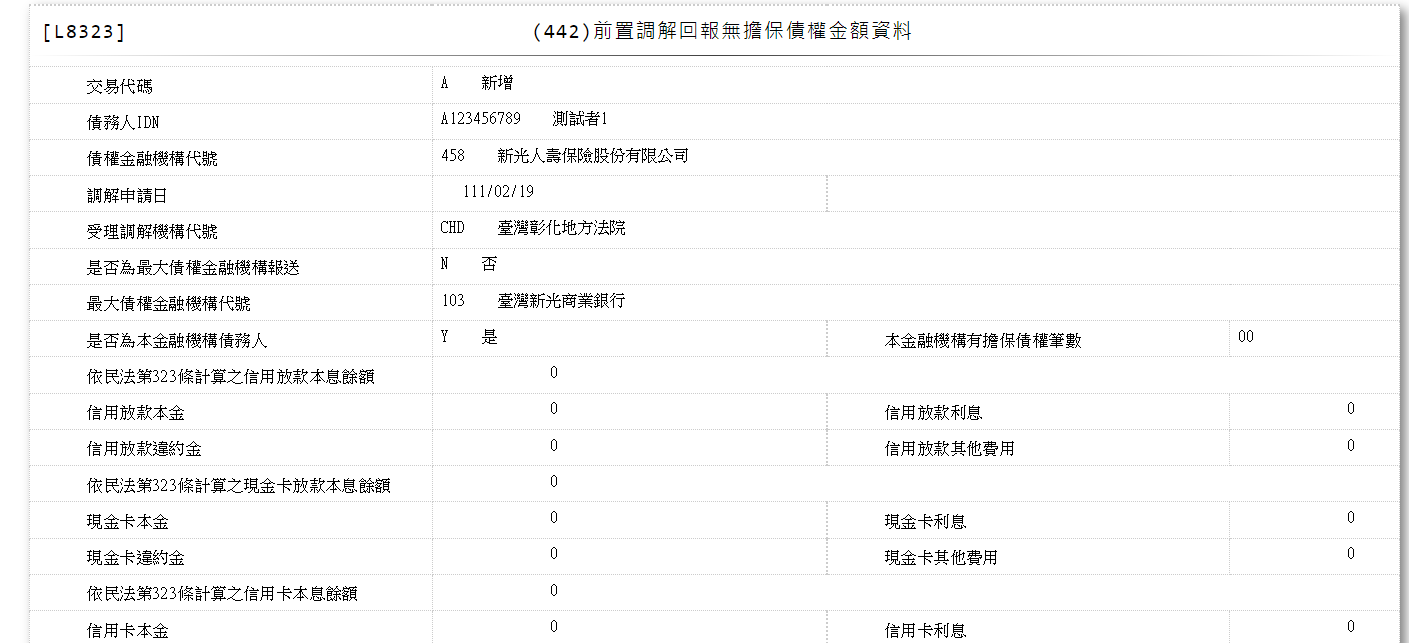 [L8323] (442)前置調解回報無擔保債權金額資料
交易代碼 A 新增
債務人IDN A123456789 測試者1
債權金融機構代號 458 新光人壽保險股份有限公司
調解申請日 111/02/19
受理調解機構代號 CHD 臺灣彰化地方法院
是否為最大債權金融機構報送 N 否
最大債權金融機構代號 103 臺灣新光商業銀行
是否為本金融機構債務人 Y 是 本金融機構有擔保債權筆數 00
依民法第323條計算之信用放款本息餘額 0
信用放款本金 0 信用放款利息 0
信用放款違約金 0 信用放款其他費用 0
依民法第323條計算之現金卡放款本息餘額 0
現金卡本金 0 現金卡利息 0
現金卡違約金 0 現金卡其他費用 0
依民法第323條計算之信用卡本息餘額 0
信用卡本金 0 信用卡利息 0